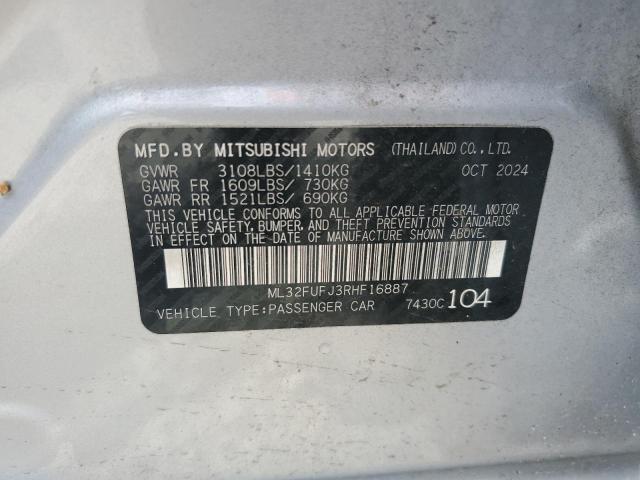 MFD.BY MITSUBISHI MOTORS (THAILAND) CO., LTD.
GVWR 3108LBS/1410KG OCT 2024
GAWR FR 1609LBS/ 730KG
GAWR RR 1521LBS/ 690KG
THIS VEHICLE CONFORMS TO ALL APPLICABLE FEDERAL MOTOR
VEHICLE SAFETY, BUMPER, AND THEFT PREVENTION STANDARDS
IN EFFECT ON THE DATE OF MANUFACTURE SHOWN ABOVE.
ML32FUFJ3RHF16887
VEHICLE TYPE:PASSENGER CAR 7430C 104